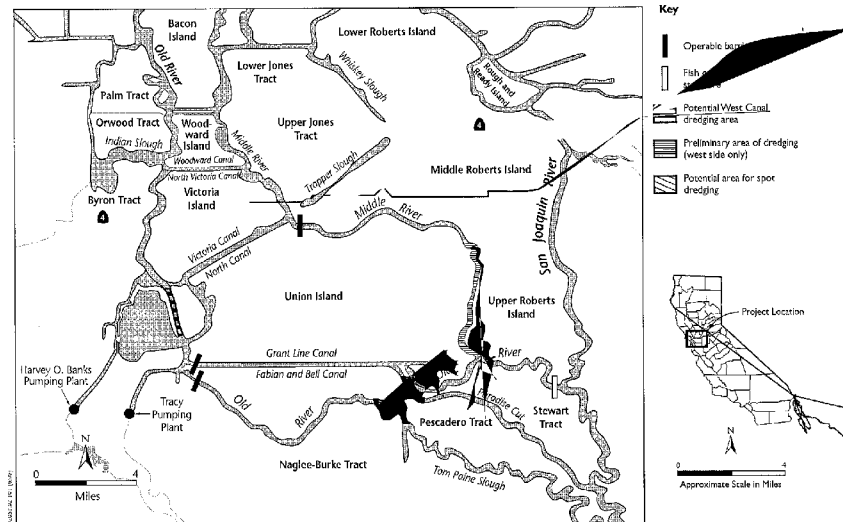 Bacon
Island
Old River
Lower Roberts Island
Lower Jones
Tract
Whiskey Slough
Rough and
Ready Island
Palm Tract
Orwood Tract
Wood-
ward
Island
Upper Jones
Tract
4
Indian Slough
Woodward Canal
North Victoria Canal
Middle River
Trapper Slough
Middle Roberts Island
Byron Tract
Victoria
Island
4
Middle River
San Joaquin River
Victoria Canal
North Canal
Union Island
Upper Roberts
Island
Grant Line Canal
Fabian and Bell Canal
River
Harvey O. Banks
Pumping Plant
Tracy
Pumping
Plant
Old River
Paradise Cut
Pescadero Tract
Stewart
Tract
Naglee-Burke Tract
Tom Paine Slough
N
0 4
Miles
Key
Operable
Fish
Potential West Canal
dredging area
Preliminary area of dredging
(west side only)
Potential area for spot
dredging
Project Location
N
0 4
Approximate Scale in Miles